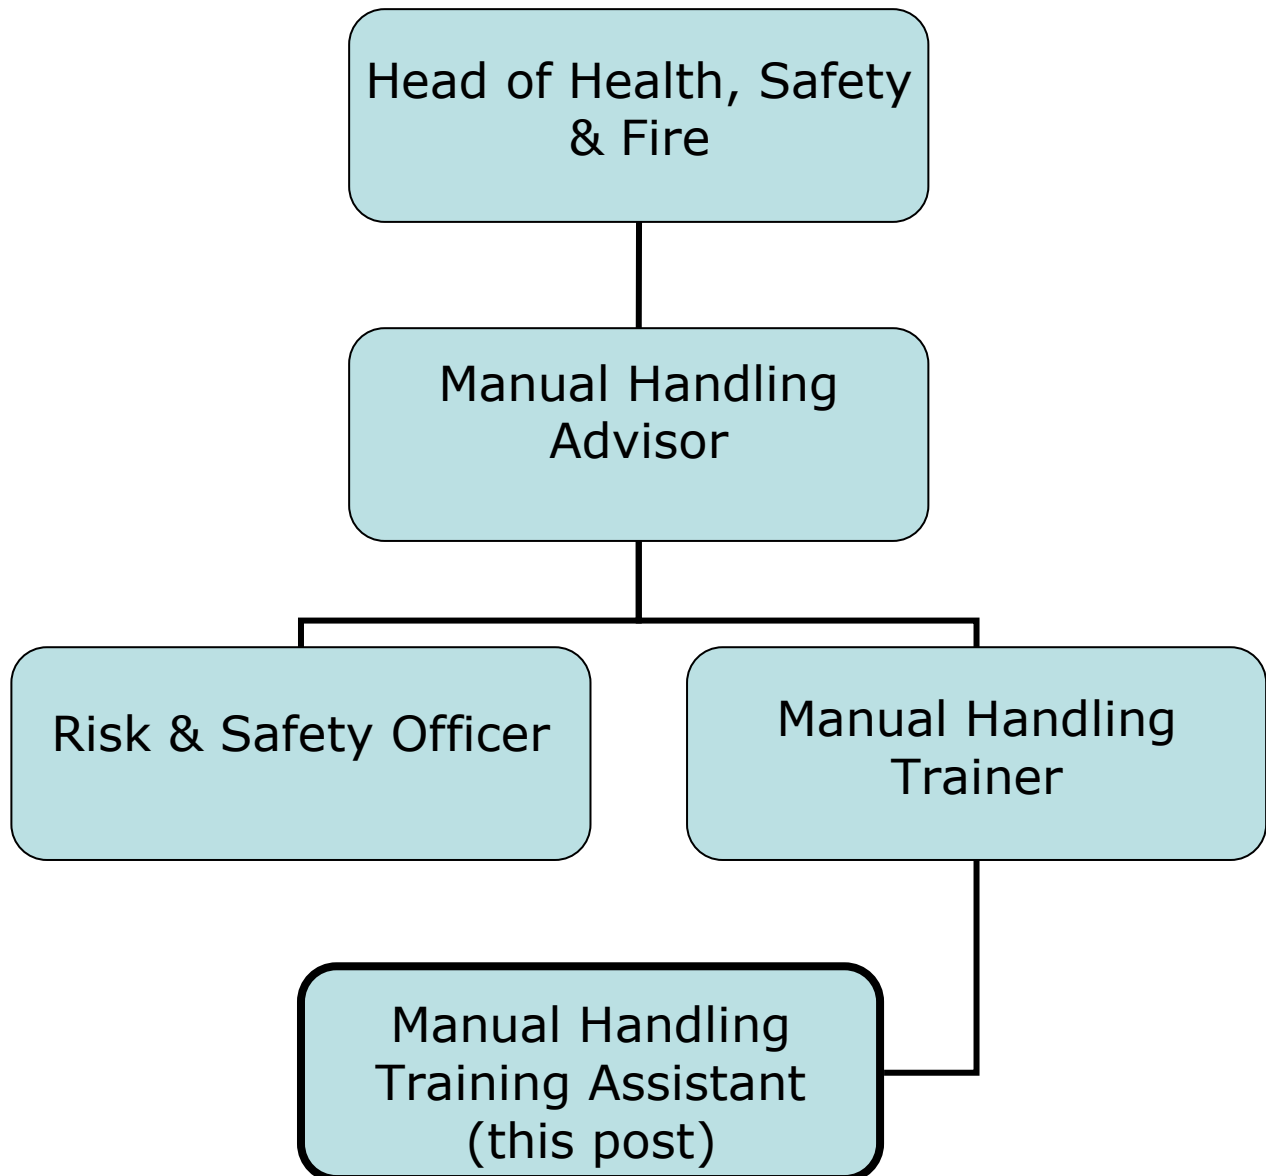 Head of Health, Safety
& Fire
Manual Handling
Advisor
Risk & Safety Officer
Manual Handling
Trainer
Manual Handling
Training Assistant
(this post)